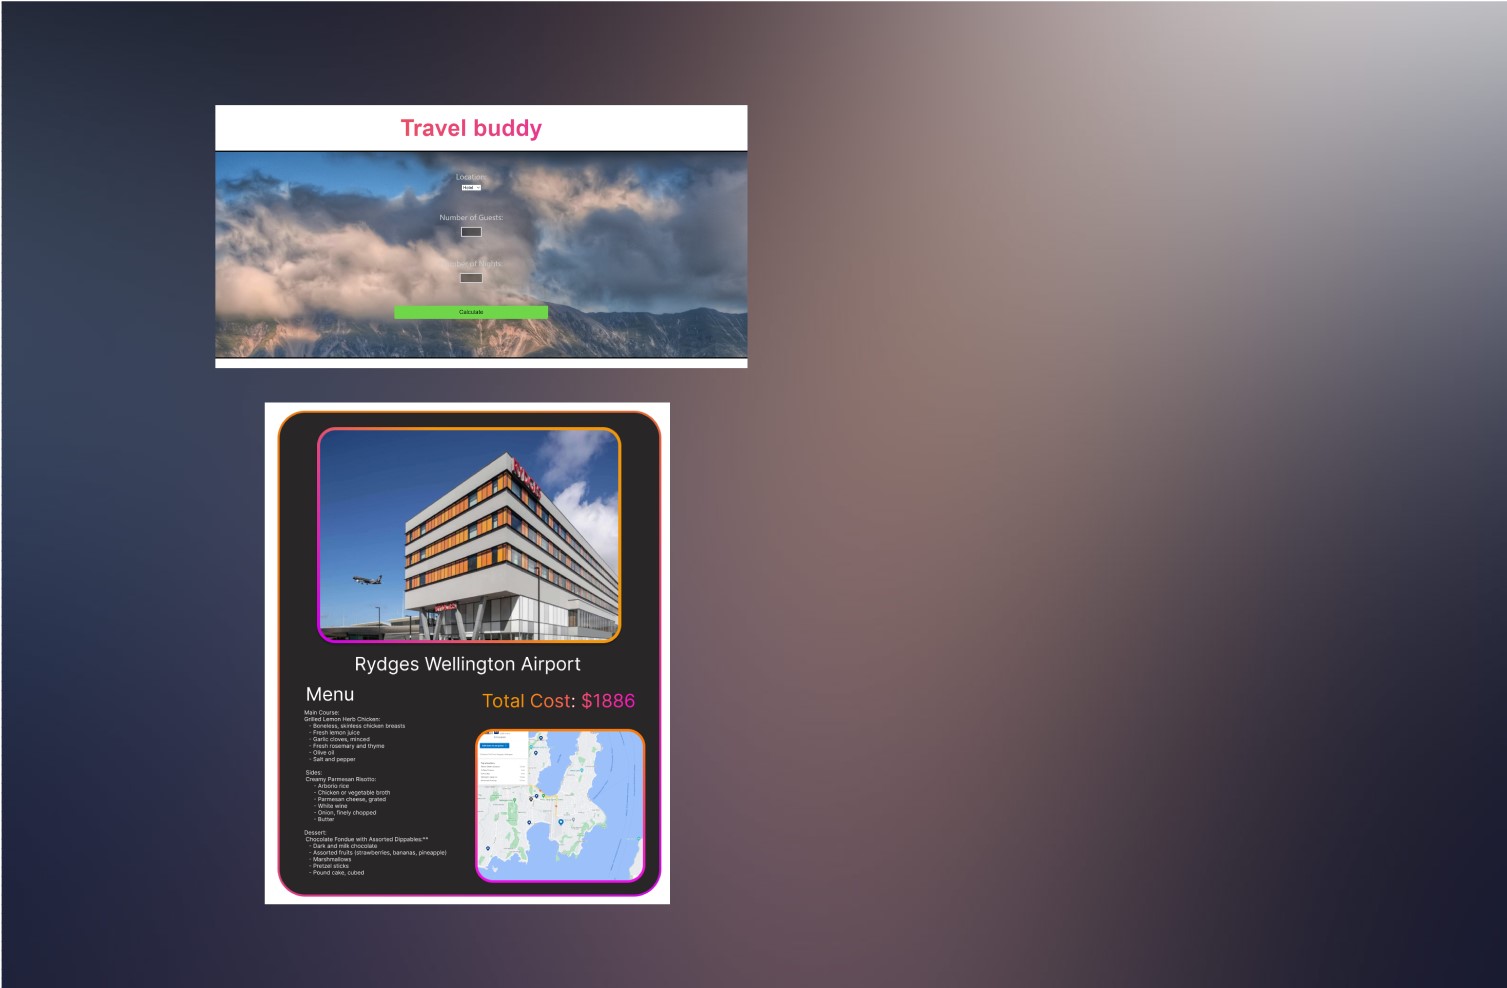 Travel buddy
Location:
Hotel
Number of Guests:
Number of Nights:
Calculate
RYDGES
Rydges Wellington Airport
Menu
Total Cost: $1886
Main Course:
Grilled Lemon Herb Chicken:
- Boneless, skinless chicken breasts
- Fresh lemon juice
- Garlic cloves, minced
- Fresh rosemary and thyme
- Olive oil
- Salt and pepper
Sides:
Creamy Parmesan Risotto:
- Arborio rice
- Chicken or vegetable broth
- Parmesan cheese, grated
- White wine
- Onion, finely chopped
- Butter
Dessert:
Chocolate Fondue with Assorted Dippables:**
- Dark and milk chocolate
- Assorted fruits (strawberries, bananas, pineapple)
- Marshmallows
- Pretzel sticks
- Pound cake, cubed